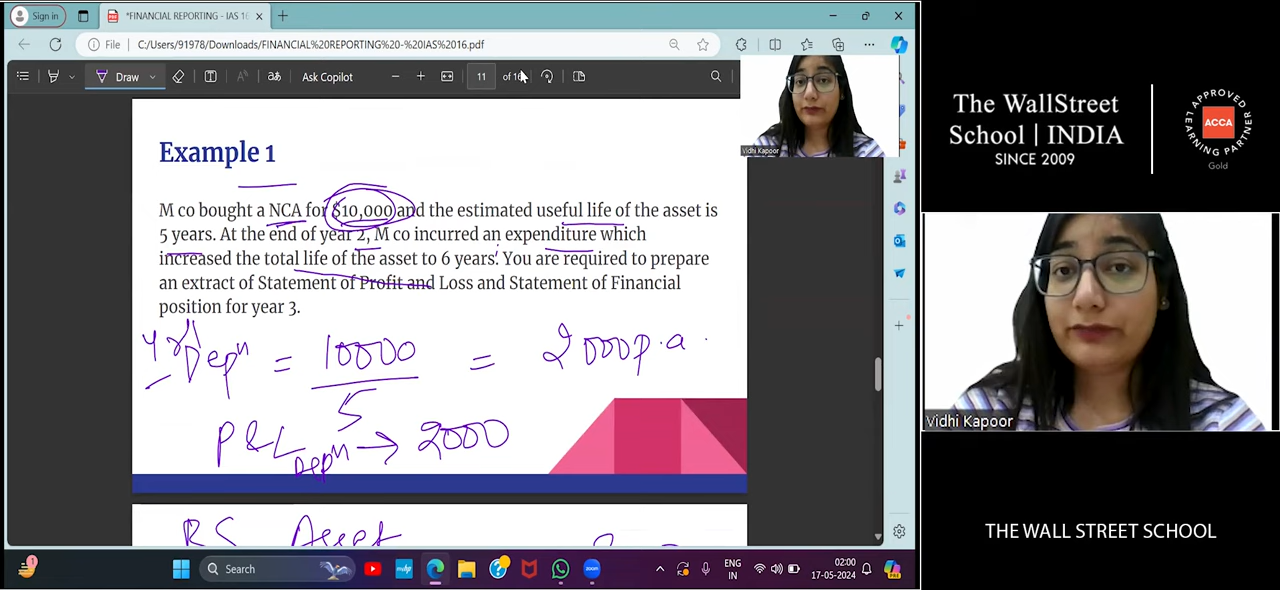 Sign in
*FINANCIAL REPORTING - IAS 16
File
C:/Users/91978/Downloads/FINANCIAL%20REPORTING%20-%20IAS%2016.pdf
Draw
Ask Copilot
11
Example 1
M co bought a NCA for $10,000 and the estimated useful life of the asset is
5 years. At the end of year 2, M co incurred an expenditure which
increased the total life of the asset to 6 years. You are required to prepare
an extract of Statement of Profit and Loss and Statement of Financial
position for year 3.
Yr 1
Depn = 10000 / 5 = 2000 p.a.
P & L Depn → 2000
BS Asset
Vidhi Kapoor
The WallStreet
School | INDIA
SINCE 2009
APPROVED
LEARNING PARTNER
ACCA
Gold
Vidhi Kapoor
THE WALL STREET SCHOOL
1
Search
mdp
zoom
ENG
IN
02:00
17-05-2024